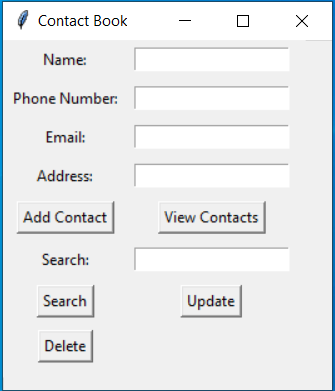 Contact Book
Name:
Phone Number:
Email:
Address:
Add Contact View Contacts
Search:
Search Update
Delete